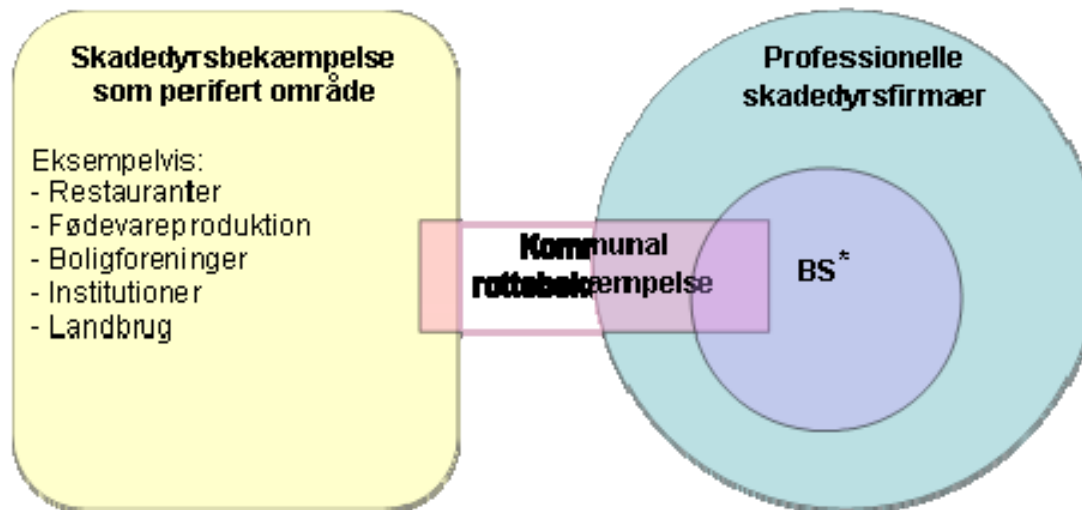 Skadedyrsbekæmpelse
som perifert område
Eksempelvis:
- Restauranter
- Fødevareproduktion
- Boligforeninger
- Institutioner
- Landbrug
Kommunal
rottebekæmpelse
Professionelle
skadedyrsfirmaer
BS*